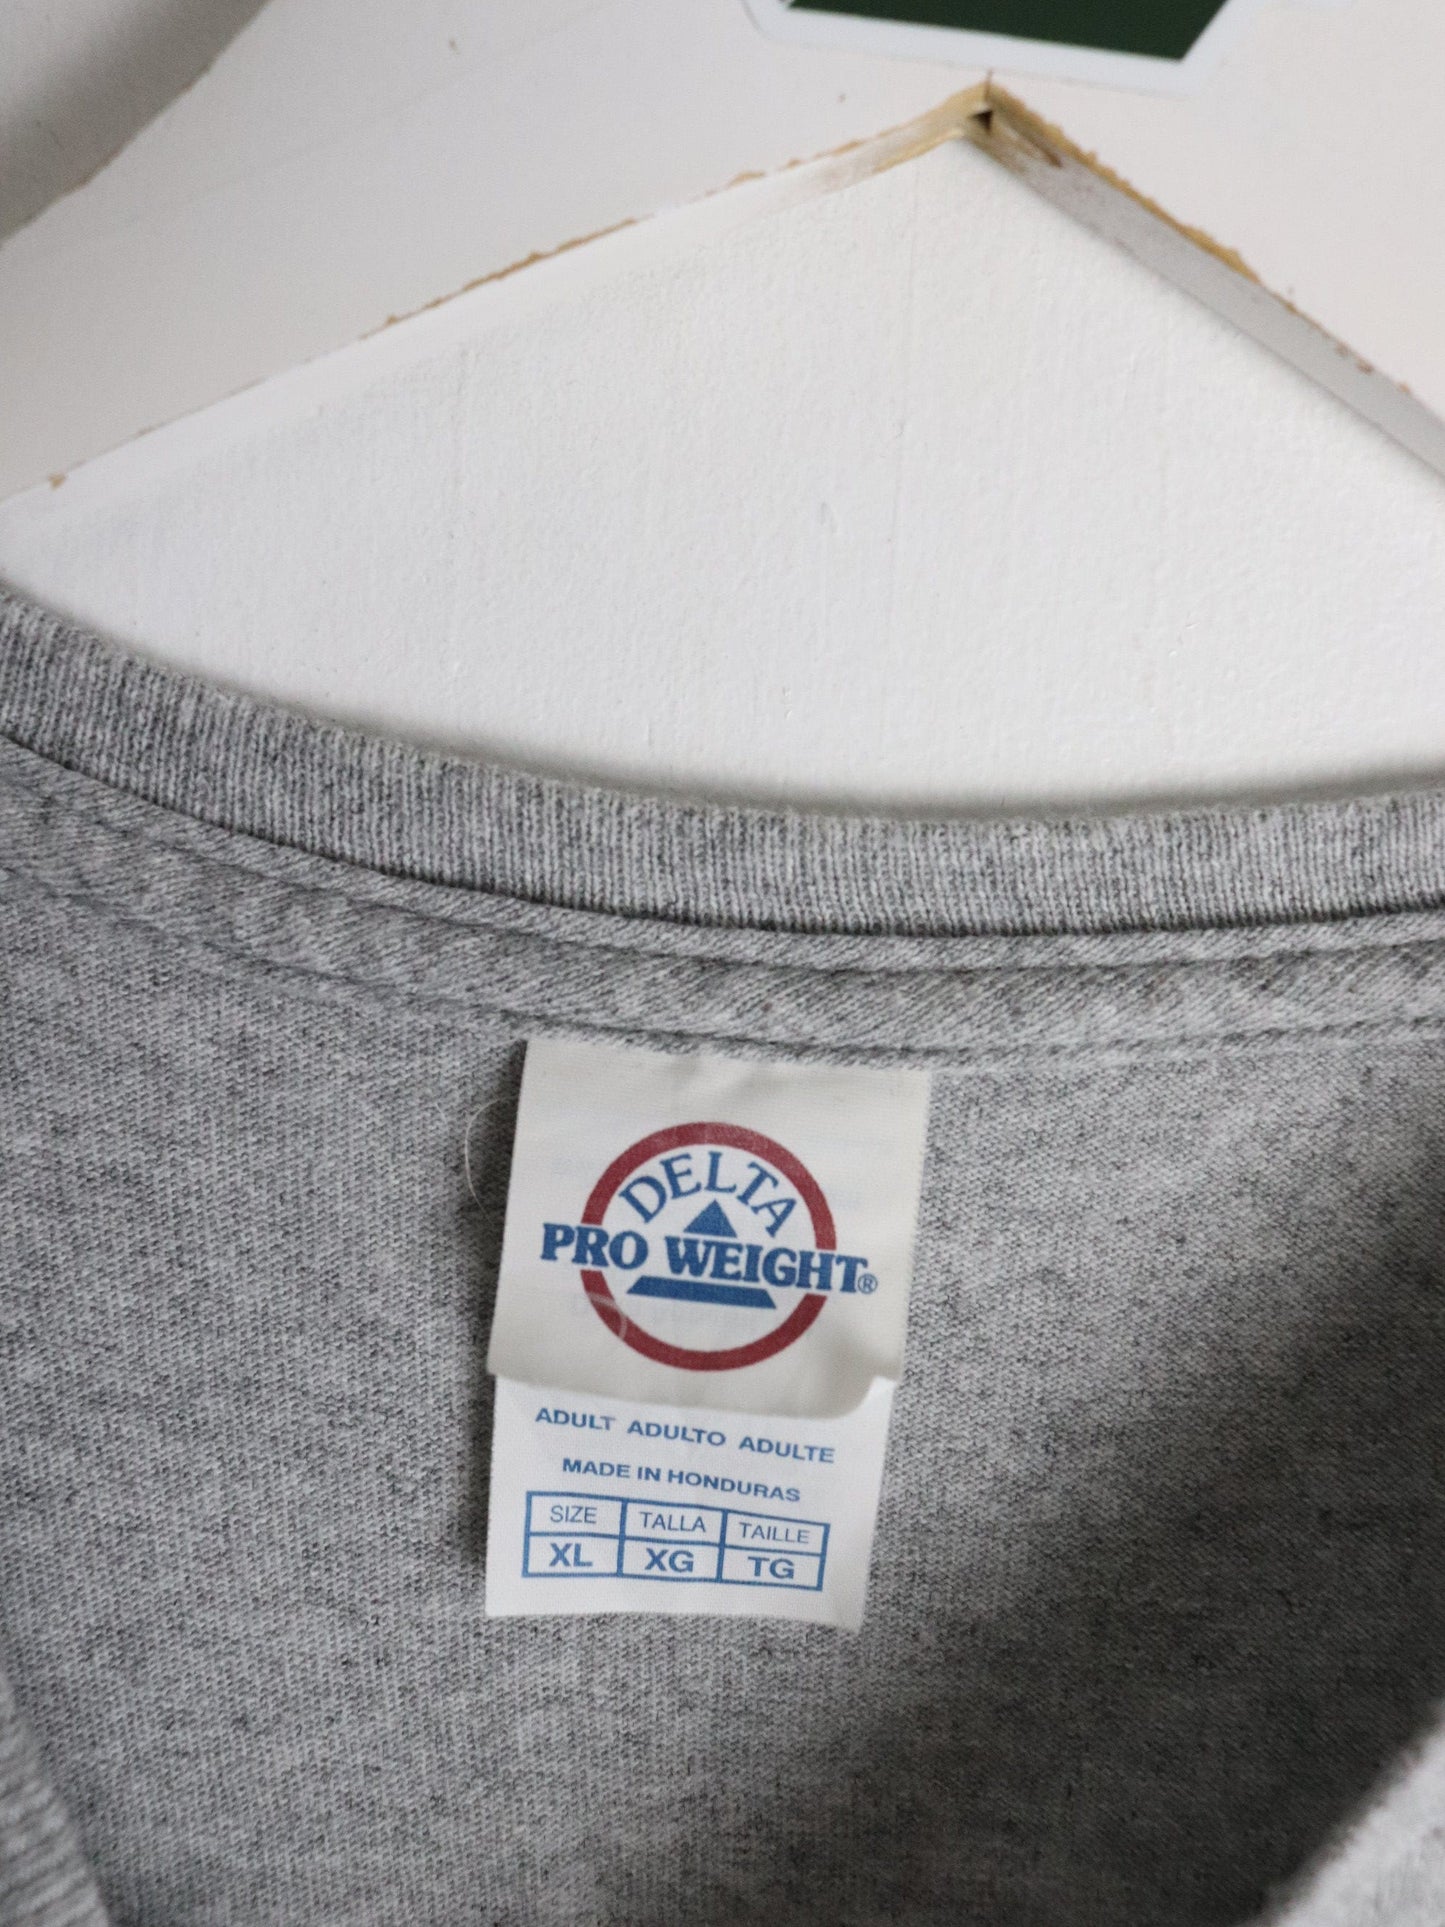 DELTA
PRO WEIGHT®
ADULT ADULTO ADULTE
MADE IN HONDURAS
SIZE TALLA TAILLE
XL XG TG